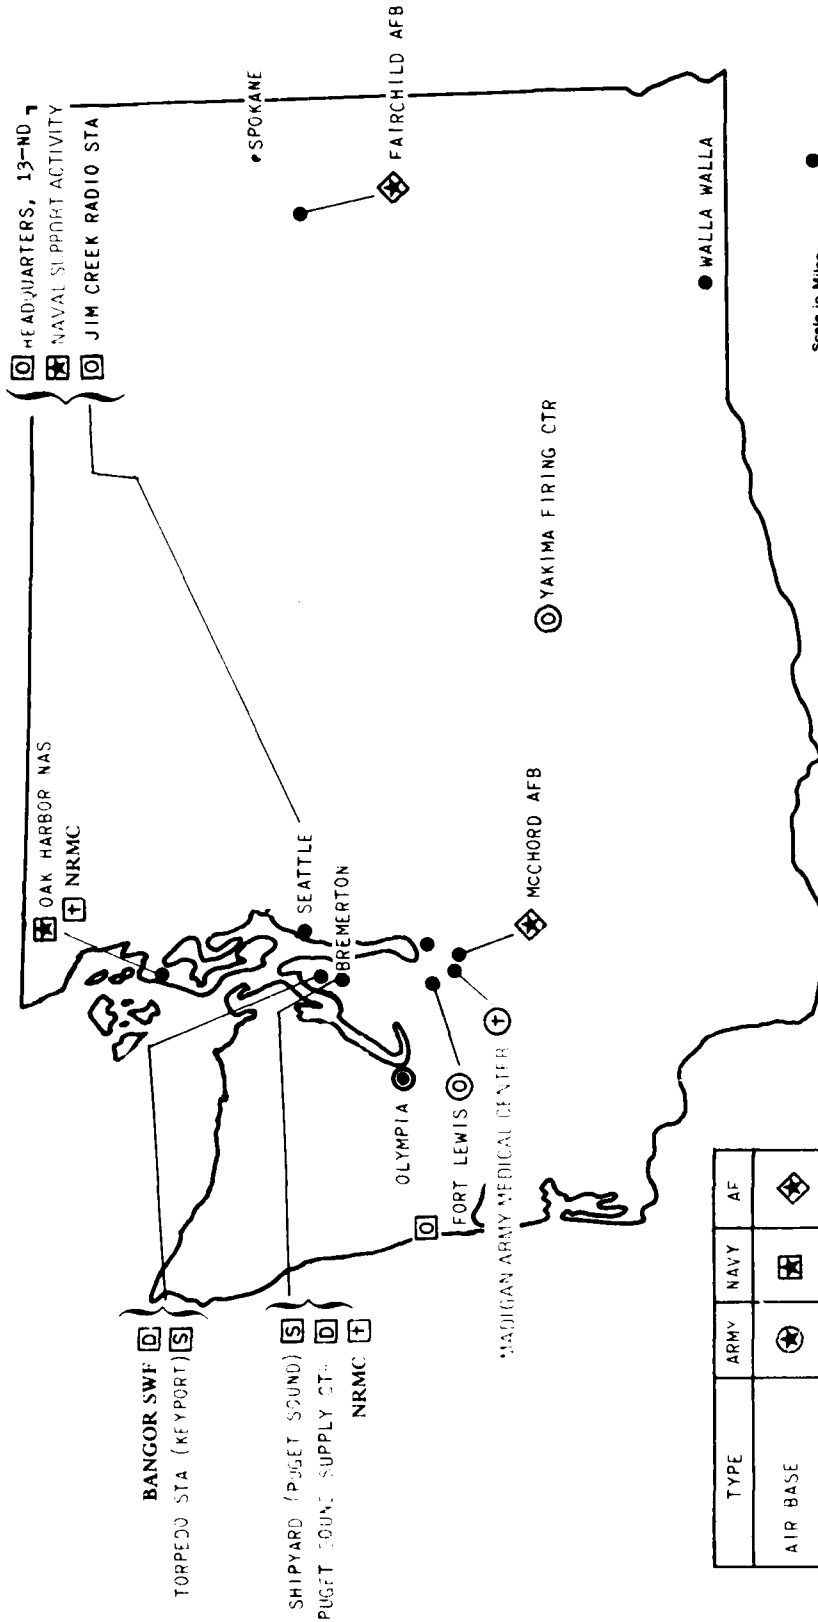 HEADQUARTERS, 13-ND
NAVAL SUPPORT ACTIVITY
JIM CREEK RADIO STA
OAK HARBOR NAS
NRMC
SPOKANE
FAIRCHILD AFB
SEATTLE
BREMERTON
BANGOR SWF D
TORPEDO STA (KEYPORT) S
SHIPYARD (PUGET SOUND) S
PUGET SOUND SUPPLY CTR D
NRMC
OLYMPIA
FORT LEWIS
MADIGAN ARMY MEDICAL CENTER
MCCHORD AFB
YAKIMA FIRING CTR
WALLA WALLA
TYPE ARMY NAVY AF
AIR BASE
Scale in Miles